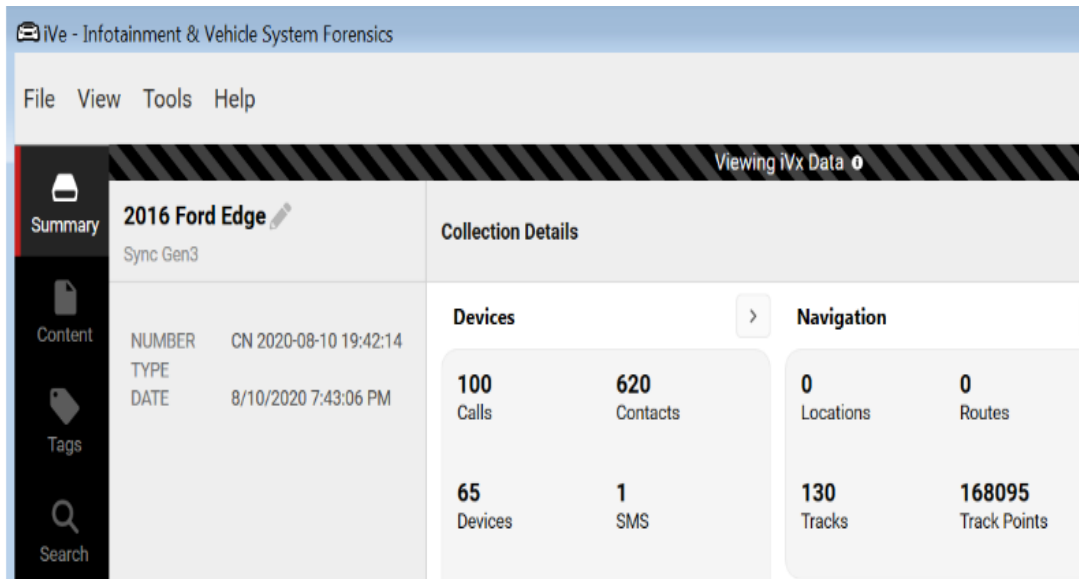 iVe - Infotainment & Vehicle System Forensics
File View Tools Help
Viewing iVx Data
Summary
2016 Ford Edge
Sync Gen3
Collection Details
Content
NUMBER CN 2020-08-10 19:42:14
TYPE
DATE 8/10/2020 7:43:06 PM
Tags
Search
Devices
100 620
Calls Contacts
65 1
Devices SMS
Navigation
0 0
Locations Routes
130 168095
Tracks Track Points